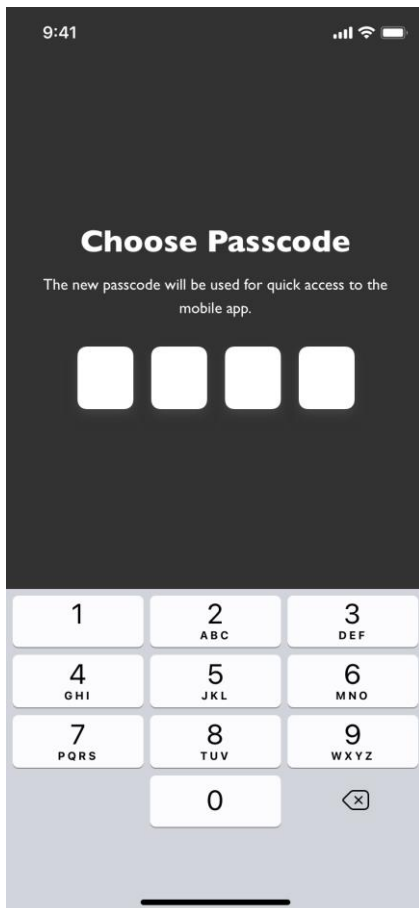 9:41
Choose Passcode
The new passcode will be used for quick access to the
mobile app.
1 2 3
ABC DEF
4 5 6
GHI JKL MNO
7 8 9
PQRS TUV WXYZ
0